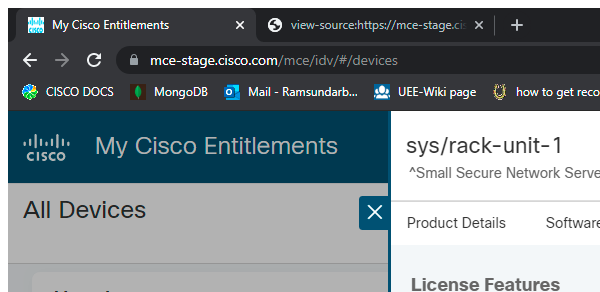 My Cisco Entitlements
view-source:https://mce-stage.cis
mce-stage.cisco.com/mce/idv/#/devices
CISCO DOCS
MongoDB
Mail - Ramsundarb...
UEE-Wiki page
how to get reco
CISCO
My Cisco Entitlements
sys/rack-unit-1
^Small Secure Network Serve
All Devices
Product Details
Software
License Features